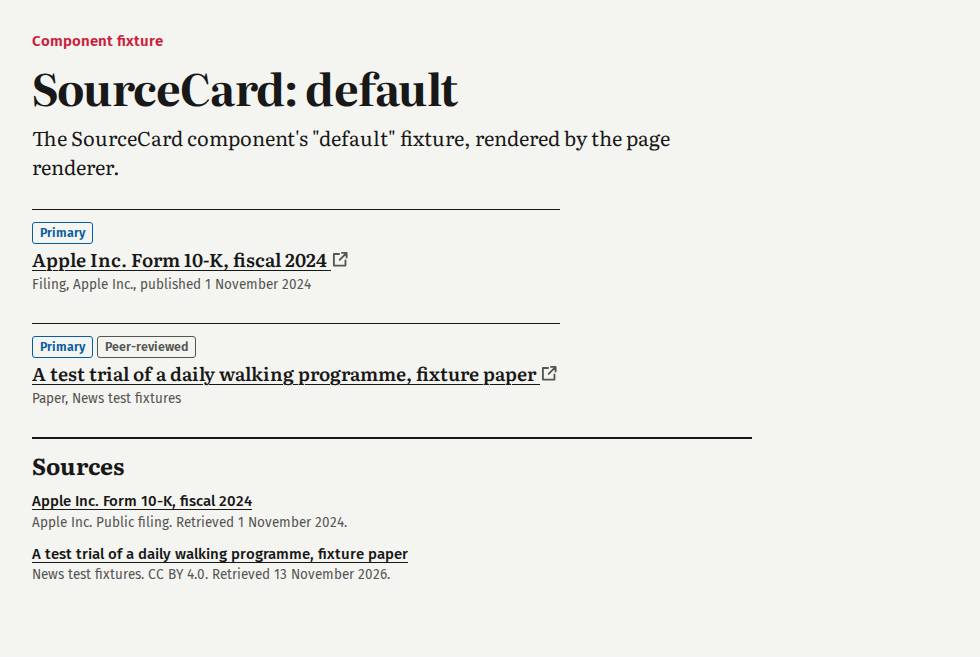 Component fixture
SourceCard: default
The SourceCard component's "default" fixture, rendered by the page
renderer.
Primary
Apple Inc. Form 10-K, fiscal 2024
Filing, Apple Inc., published 1 November 2024
Primary Peer-reviewed
A test trial of a daily walking programme, fixture paper
Paper, News test fixtures
Sources
Apple Inc. Form 10-K, fiscal 2024
Apple Inc. Public filing. Retrieved 1 November 2024.
A test trial of a daily walking programme, fixture paper
News test fixtures. CC BY 4.0. Retrieved 13 November 2026.